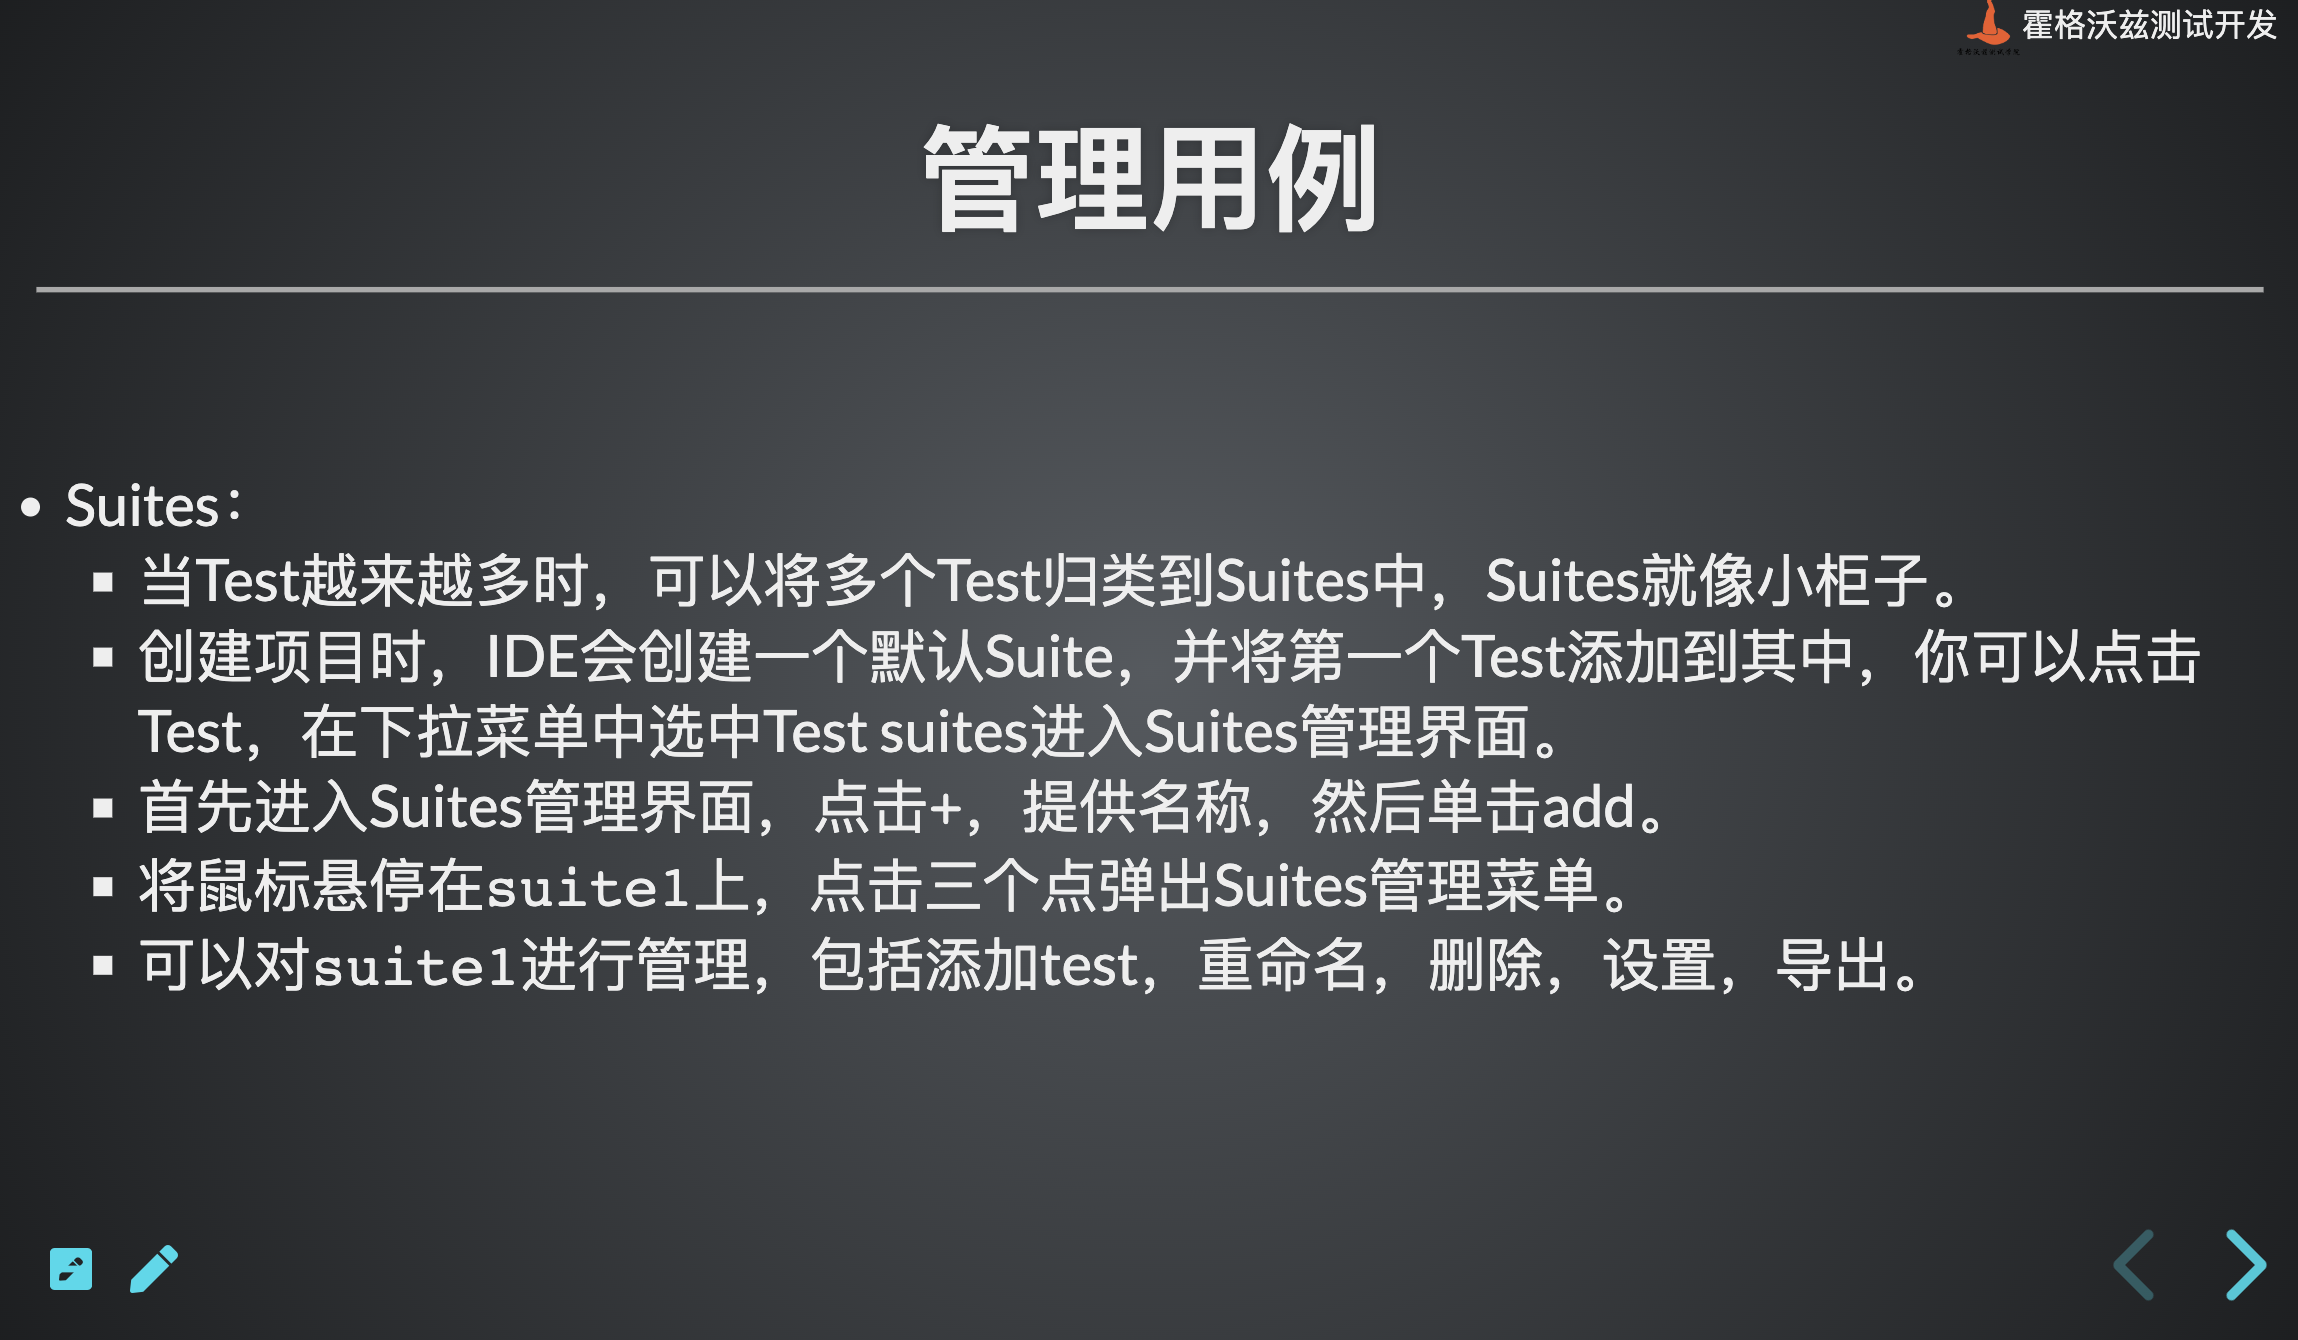 霍格沃兹测试开发
霍格沃兹测试学院
管理用例
Suites：
当Test越来越多时，可以将多个Test归类到Suites中，Suites就像小柜子。
创建项目时，IDE会创建一个默认Suite，并将第一个Test添加到其中，你可以点击
Test，在下拉菜单中选中Test suites进入Suites管理界面。
首先进入Suites管理界面，点击+，提供名称，然后单击add。
将鼠标悬停在suite1上，点击三个点弹出Suites管理菜单。
可以对suite1进行管理，包括添加test，重命名，删除，设置，导出。